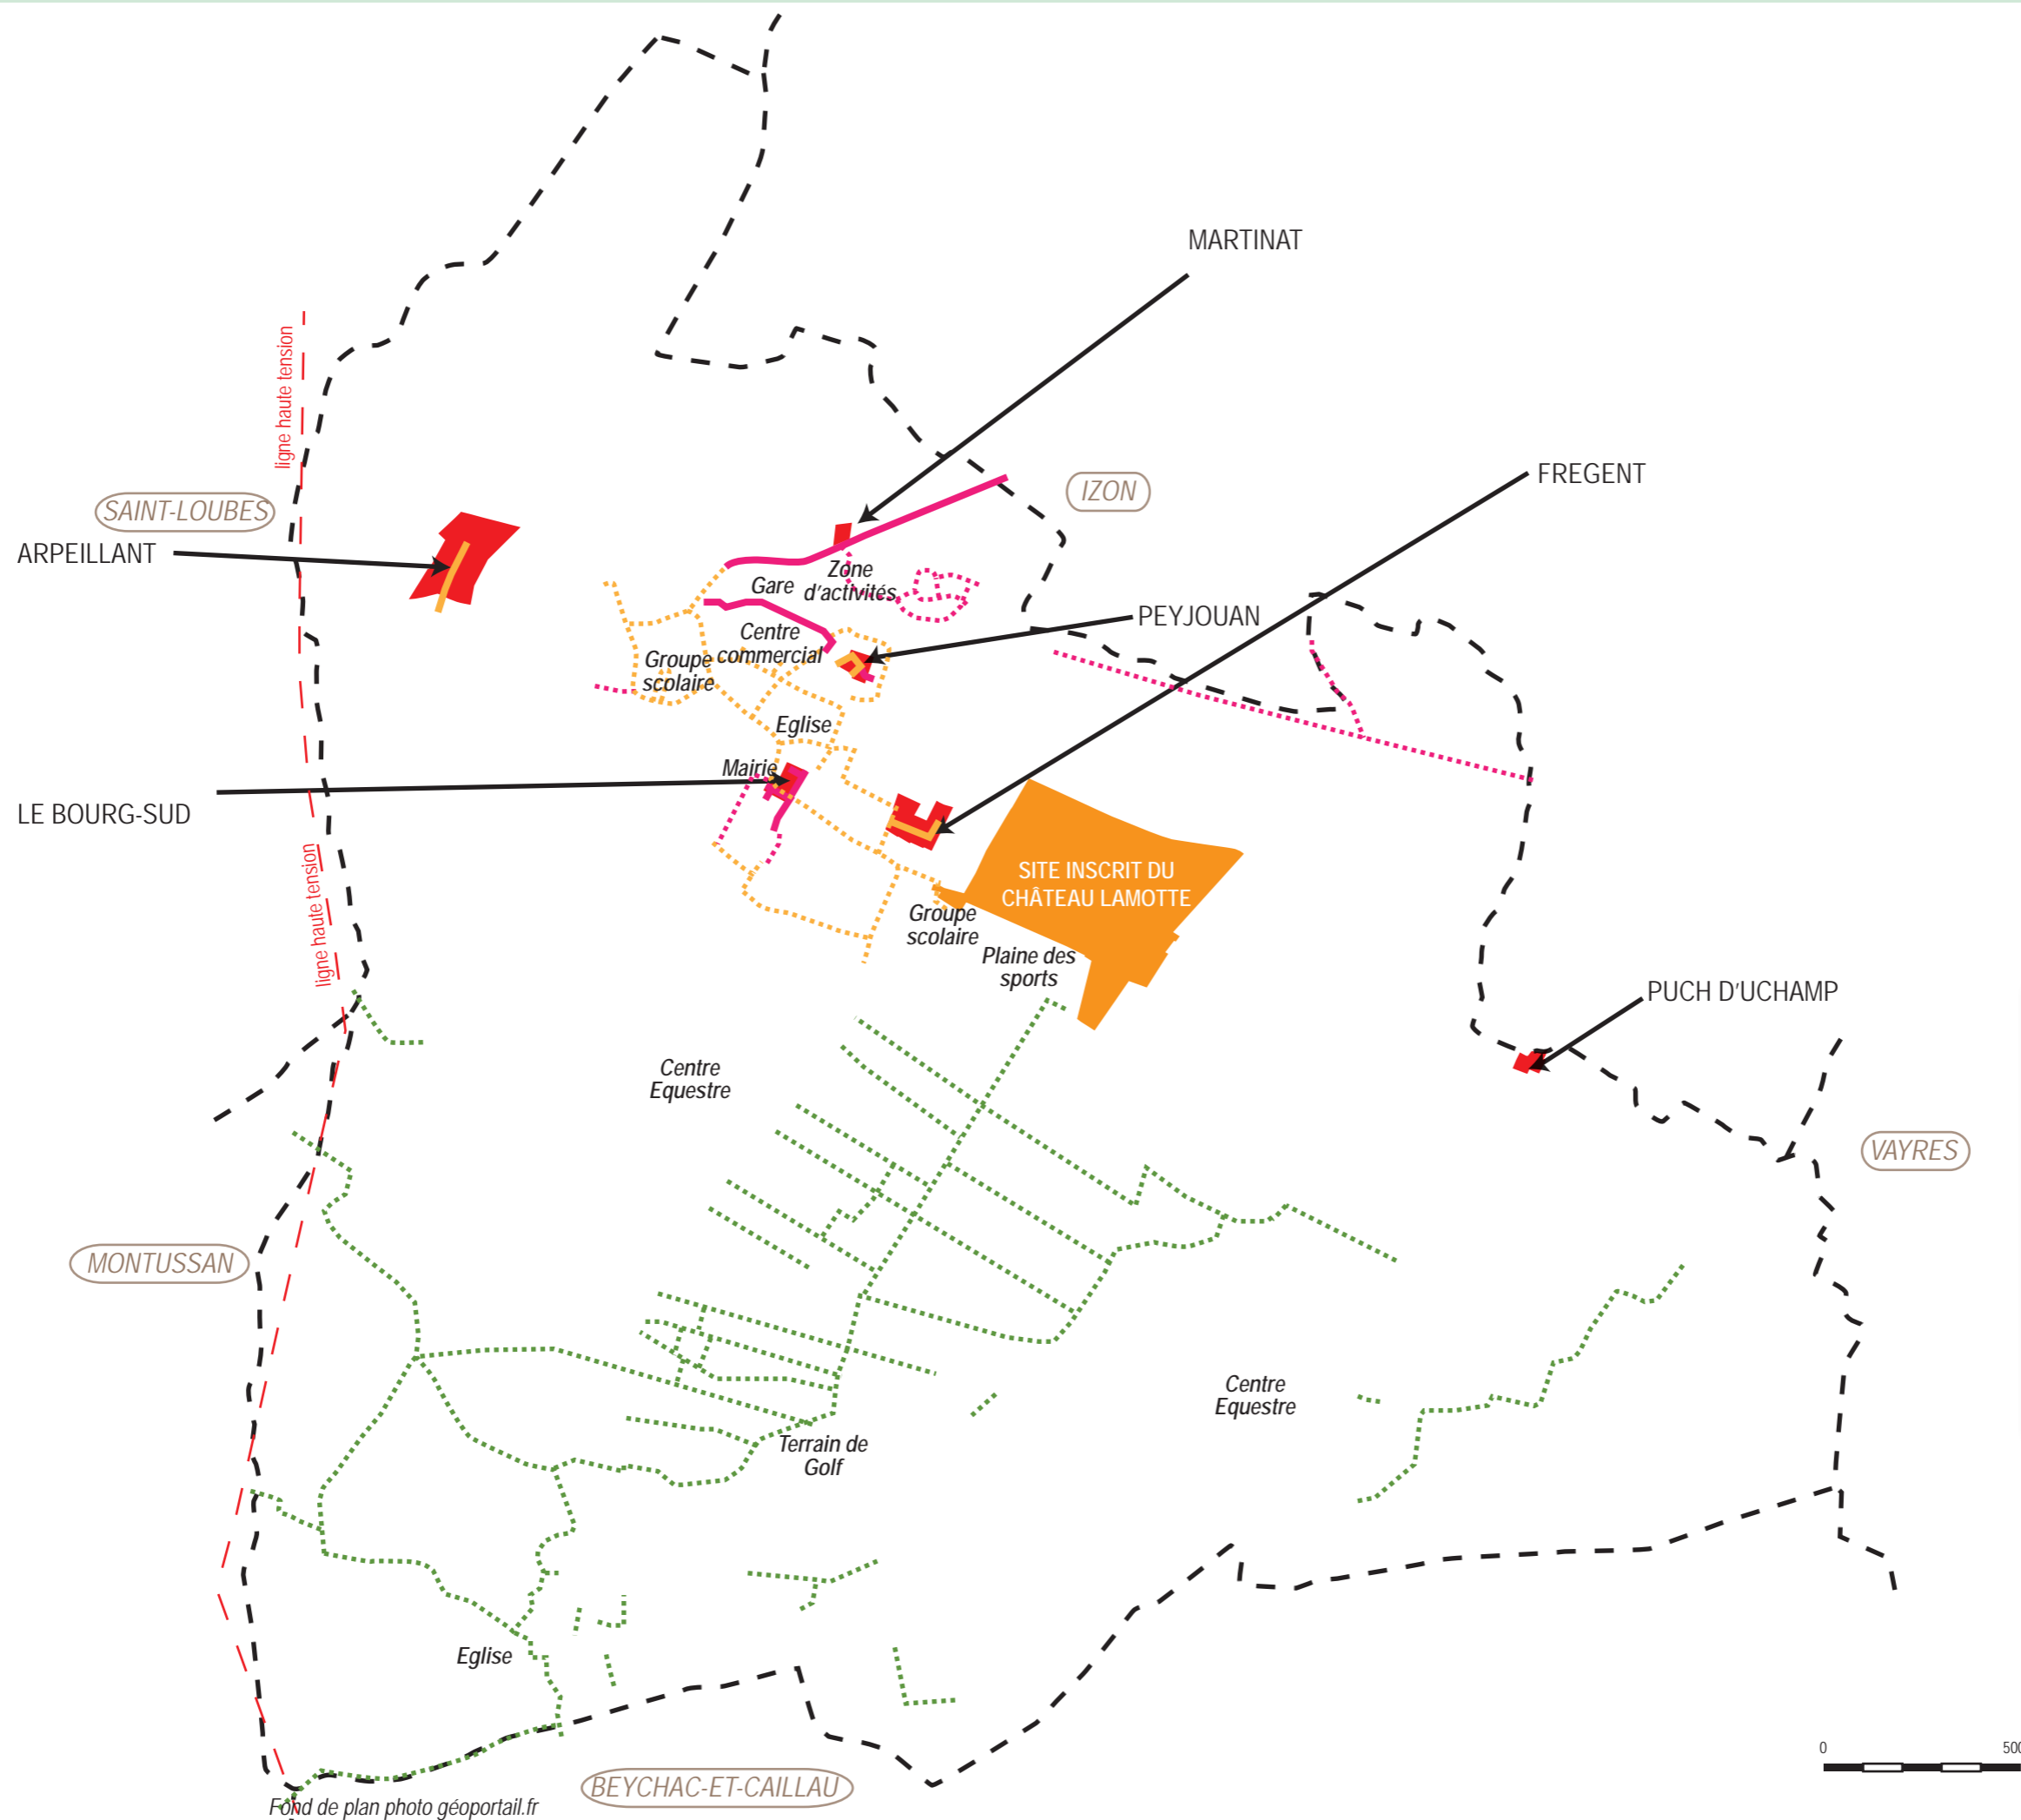 MARTINAT
ligne haute tension
FREGENT
IZON
SAINT-LOUBES
ARPEILLANT
Zone
d'activités
Gare
PEYJOUAN
Centre
commercial
Groupe
scolaire
Eglise
Mairie
LE BOURG-SUD
SITE INSCRIT DU
CHÂTEAU LAMOTTE
ligne haute tension
Groupe
scolaire
Plaine des
sports
PUCH D'UCHAMP
Centre
Equestre
VAYRES
MONTUSSAN
Centre
Equestre
Terrain de
Golf
Eglise
0 500
BEYCHAC-ET-CAILLAU
Fond de plan photo géoportail.fr